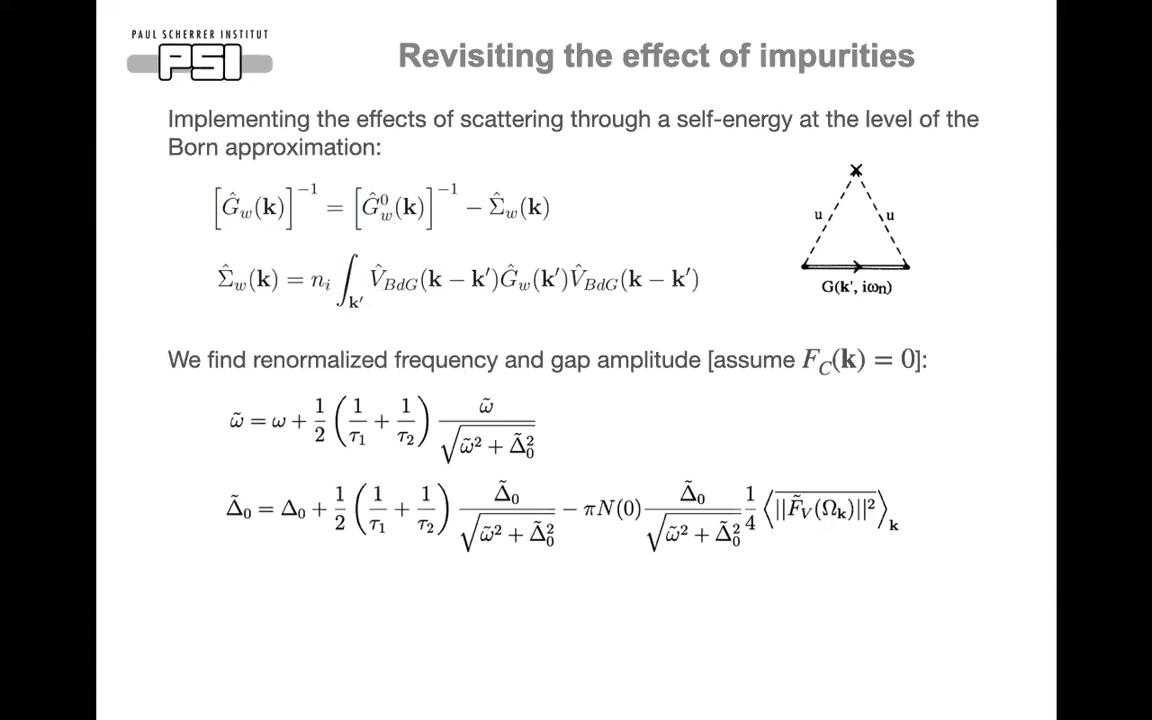 PAUL SCHERRER INSTITUT
PSI
Revisiting the effect of impurities
Implementing the effects of scattering through a self-energy at the level of the
Born approximation:
[Ĝ_w(𝐤)]^{−1} = [Ĝ^0_w(𝐤)]^{−1} − Σ̂_w(𝐤)
Σ̂_w(𝐤) = n_i ∫_{𝐤′} V̂_{BdG}(𝐤 − 𝐤′)Ĝ_w(𝐤′)V̂_{BdG}(𝐤 − 𝐤′)
u u
G(k', iωn)
We find renormalized frequency and gap amplitude [assume F_C(𝐤) = 0]:
ω̃ = ω + 1/2 (1/τ_1 + 1/τ_2) ω̃/√(ω̃² + Δ̃_0²)
Δ̃_0 = Δ_0 + 1/2 (1/τ_1 + 1/τ_2) Δ̃_0/√(ω̃² + Δ̃_0²) − πN(0) Δ̃_0/√(ω̃² + Δ̃_0²) 1/4 ⟨\overline{||F̃_V(Ω_𝐤)||²}⟩_𝐤